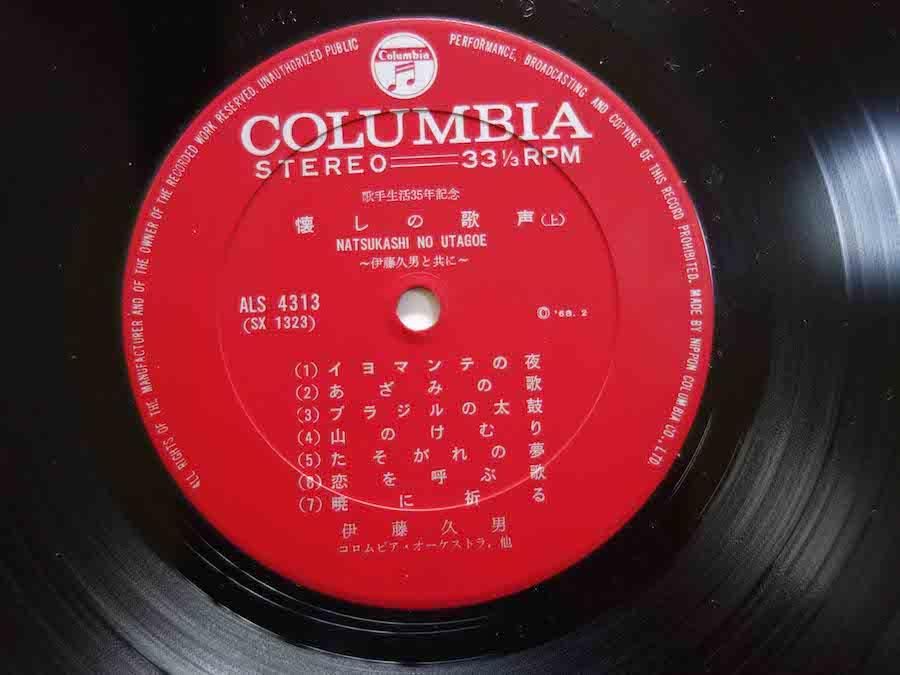 ALL RIGHTS OF THE MANUFACTURER AND OF THE OWNER OF THE RECORDED WORK RESERVED. UNAUTHORIZED PUBLIC PERFORMANCE, BROADCASTING AND COPYING OF THIS RECORD PROHIBITED. MADE BY NIPPON COLUMBIA CO., LTD.
Columbia
COLUMBIA
STEREO 33 1/3 RPM
歌手生活35年記念
懐しの歌声(上)
NATSUKASHI NO UTAGOE
～伊藤久男と共に～
ALS 4313
(SX 1323)
Ⓟ '68. 2
(1) イヨマンテの夜
(2) あざみの歌
(3) ブラジルの太鼓
(4) 山のけむり
(5) たそがれの夢
(6) 恋を呼ぶ歌
(7) 暁に祈る
伊藤久男
コロムビア・オーケストラ, 他